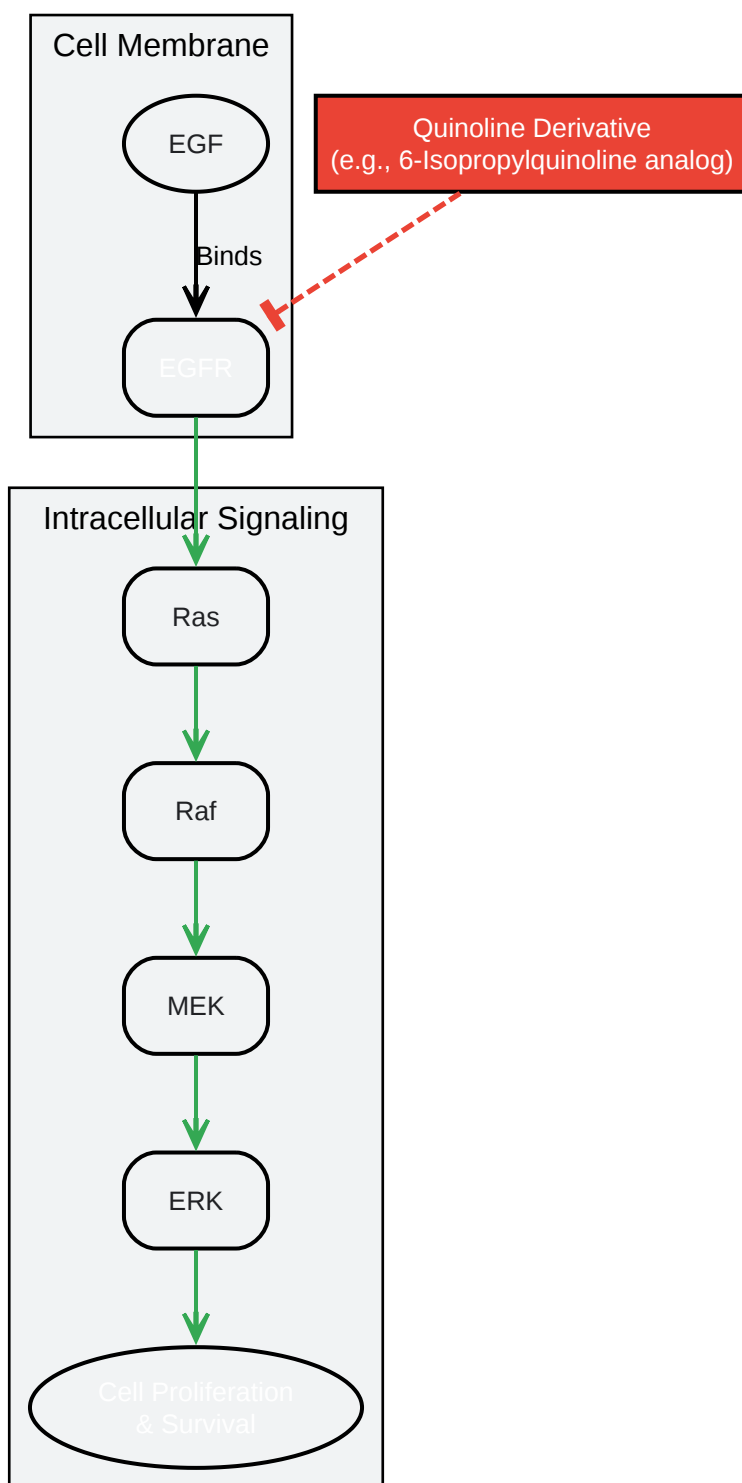 Cell Membrane
EGF
Quinoline Derivative
(e.g., 6-Isopropylquinoline analog)
Binds
EGFR
Intracellular Signaling
Ras
Raf
MEK
ERK
Cell Proliferation
& Survival